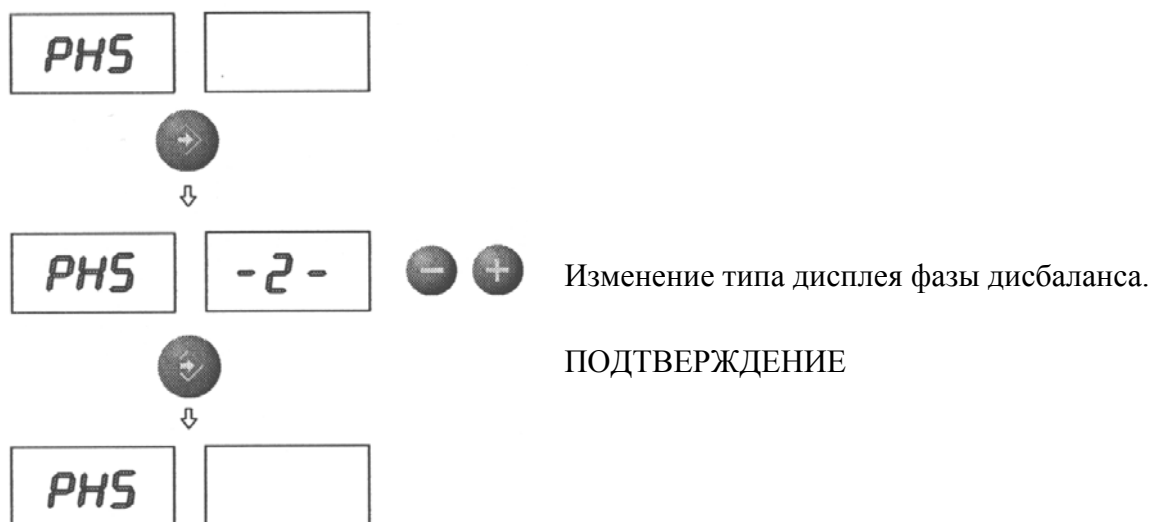 PHS
PHS -2- - + Изменение типа дисплея фазы дисбаланса.
ПОДТВЕРЖДЕНИЕ
PHS